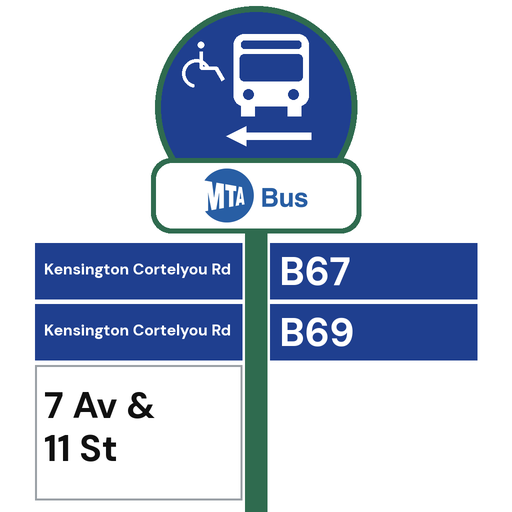 MTA Bus
Kensington Cortelyou Rd B67
Kensington Cortelyou Rd B69
7 Av &
11 St